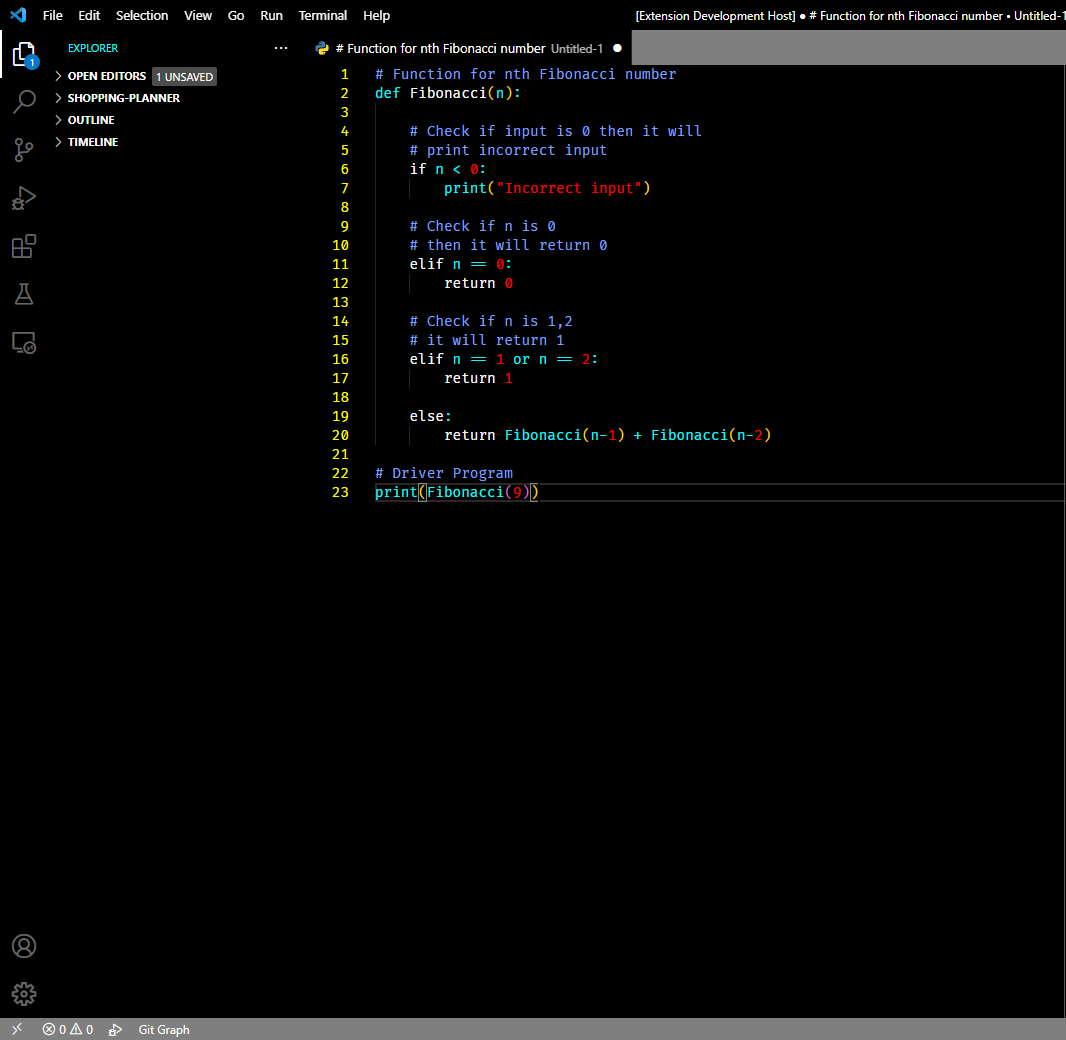 File Edit Selection View Go Run Terminal Help [Extension Development Host] ● # Function for nth Fibonacci number • Untitled-1
EXPLORER ...
1
OPEN EDITORS 1 UNSAVED
SHOPPING-PLANNER
OUTLINE
TIMELINE
# Function for nth Fibonacci number Untitled-1 ●
1 # Function for nth Fibonacci number
2 def Fibonacci(n):
3
4 # Check if input is 0 then it will
5 # print incorrect input
6 if n < 0:
7 print("Incorrect input")
8
9 # Check if n is 0
10 # then it will return 0
11 elif n == 0:
12 return 0
13
14 # Check if n is 1,2
15 # it will return 1
16 elif n == 1 or n == 2:
17 return 1
18
19 else:
20 return Fibonacci(n-1) + Fibonacci(n-2)
21
22 # Driver Program
23 print(Fibonacci(9))
0 0 Git Graph